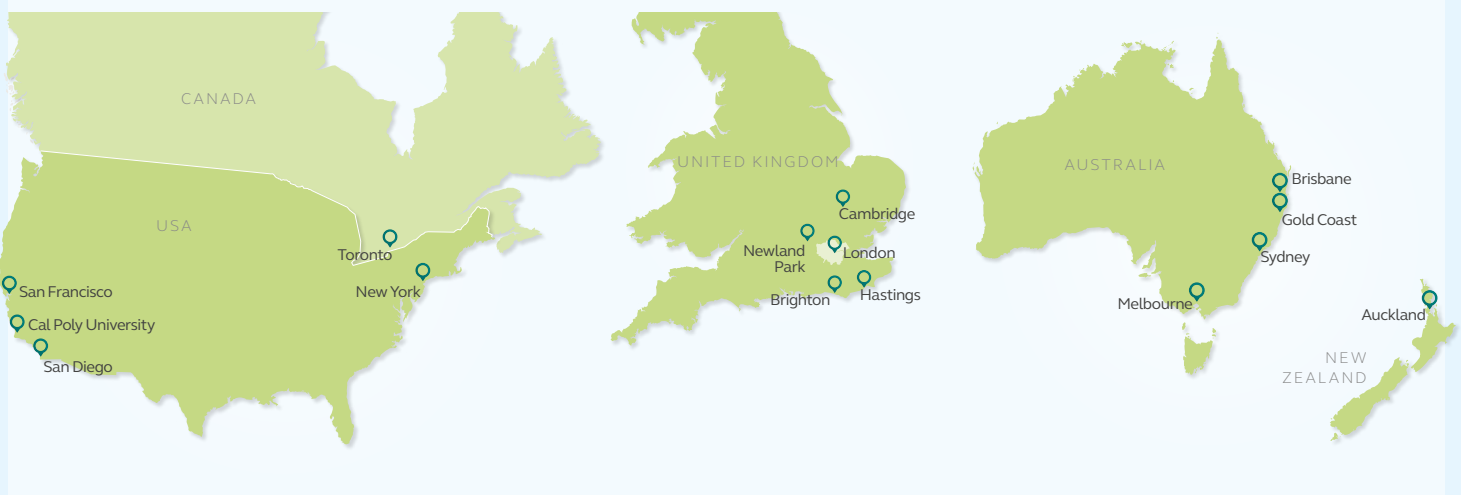 CANADA
USA
Toronto
New York
San Francisco
Cal Poly University
San Diego
UNITED KINGDOM
Cambridge
Newland
Park
London
Brighton
Hastings
AUSTRALIA
Brisbane
Gold Coast
Sydney
Melbourne
Auckland
NEW
ZEALAND